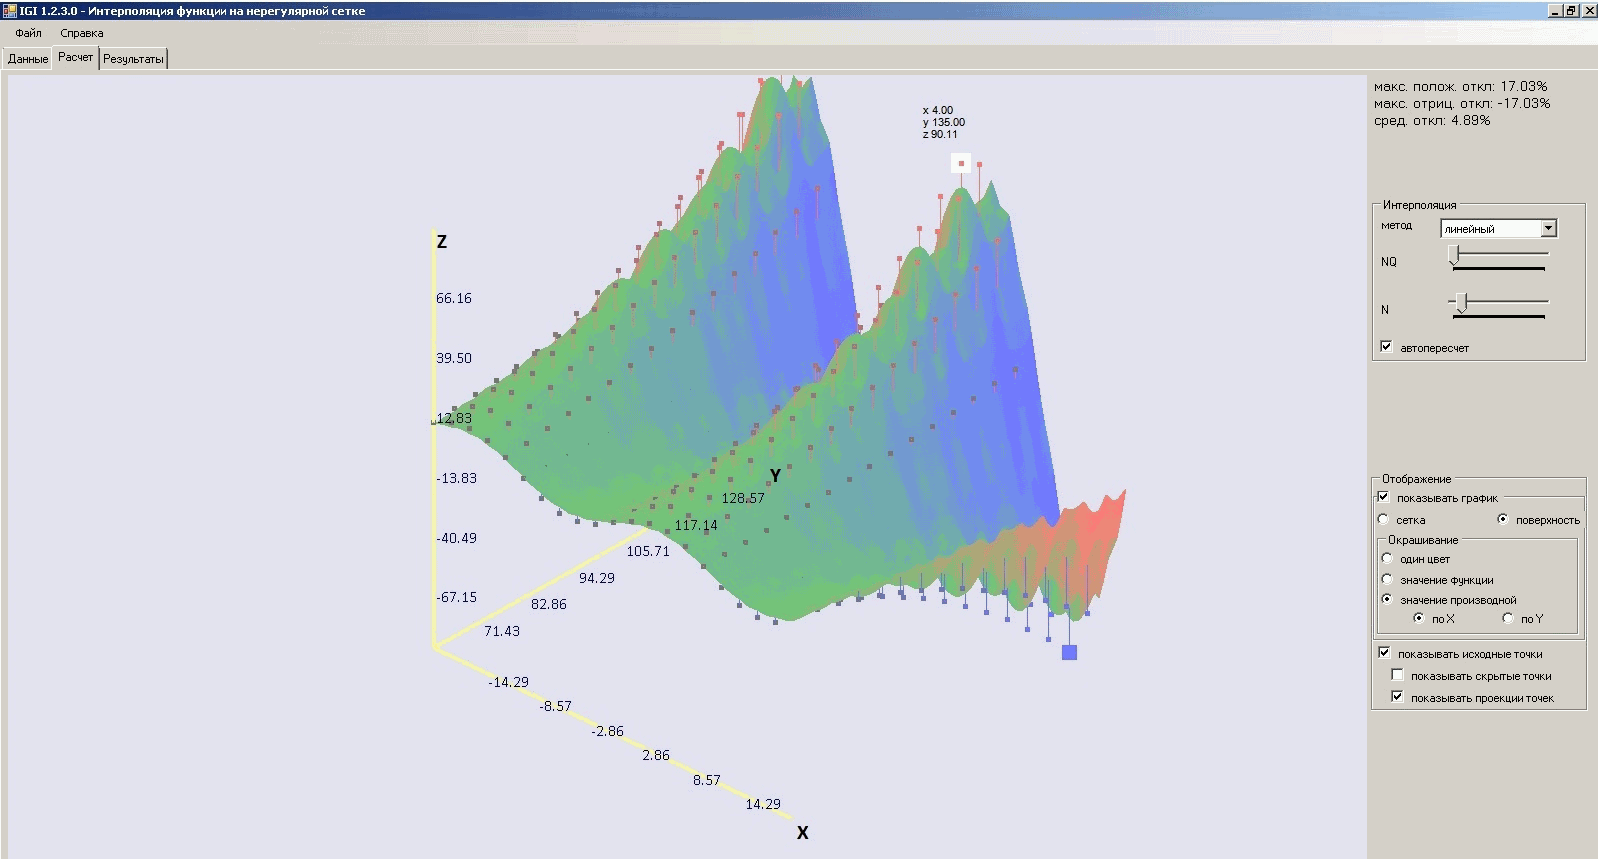 IGI 1.2.3.0 - Интерполяция функции на нерегулярной сетке
Файл Справка
Данные Расчет Результаты
макс. полож. откл: 17.03%
макс. отриц. откл: -17.03%
сред. откл: 4.89%
x 4.00
y 135.00
z 90.11
Z
66.16
39.50
12.83
-13.83
-40.49
-67.15
Y
128.57
117.14
105.71
94.29
82.86
71.43
-14.29
-8.57
-2.86
2.86
8.57
14.29
X
Интерполяция
метод линейный
NQ
N
автопересчет
Отображение
показывать график
сетка поверхность
Окрашивание
один цвет
значение функции
значение производной
по X по Y
показывать исходные точки
показывать скрытые точки
показывать проекции точек